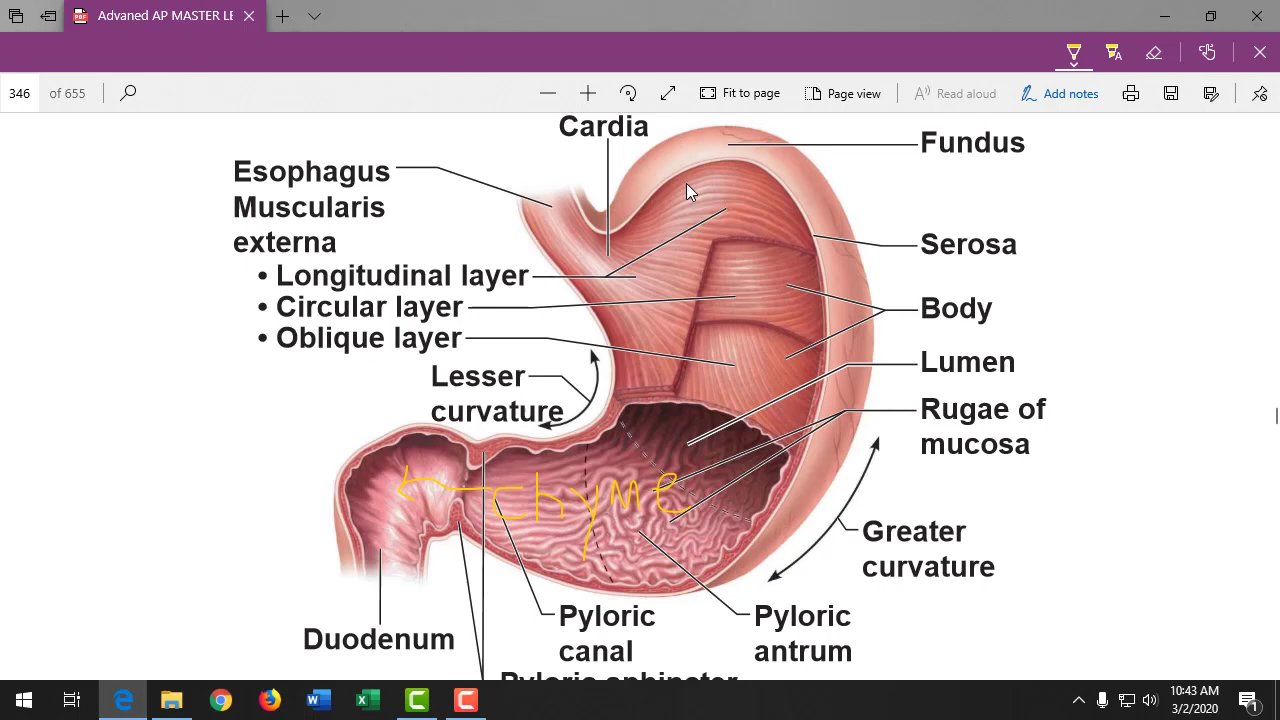 Advaned AP MASTER LE
346 of 655
Fit to page
Page view
Read aloud
Add notes
Cardia
Fundus
Esophagus
Muscularis
externa
• Longitudinal layer
• Circular layer
• Oblique layer
Serosa
Body
Lumen
Lesser
curvature
Rugae of
mucosa
chyme
Greater
curvature
Pyloric
canal
Pyloric
antrum
Duodenum
Pyloric sphincter
10:43 AM
3/2/2020